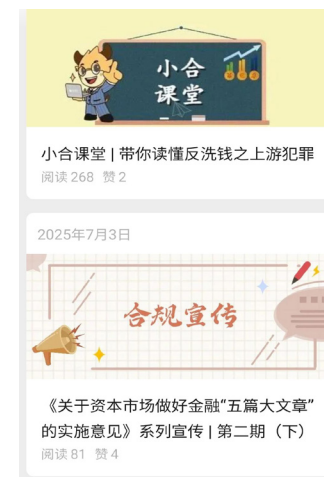 小合
课堂
小合课堂 | 带你读懂反洗钱之上游犯罪
阅读 268 赞 2
2025年7月3日
合规宣传
《关于资本市场做好金融“五篇大文章”
的实施意见》系列宣传 | 第二期（下）
阅读 81 赞 4